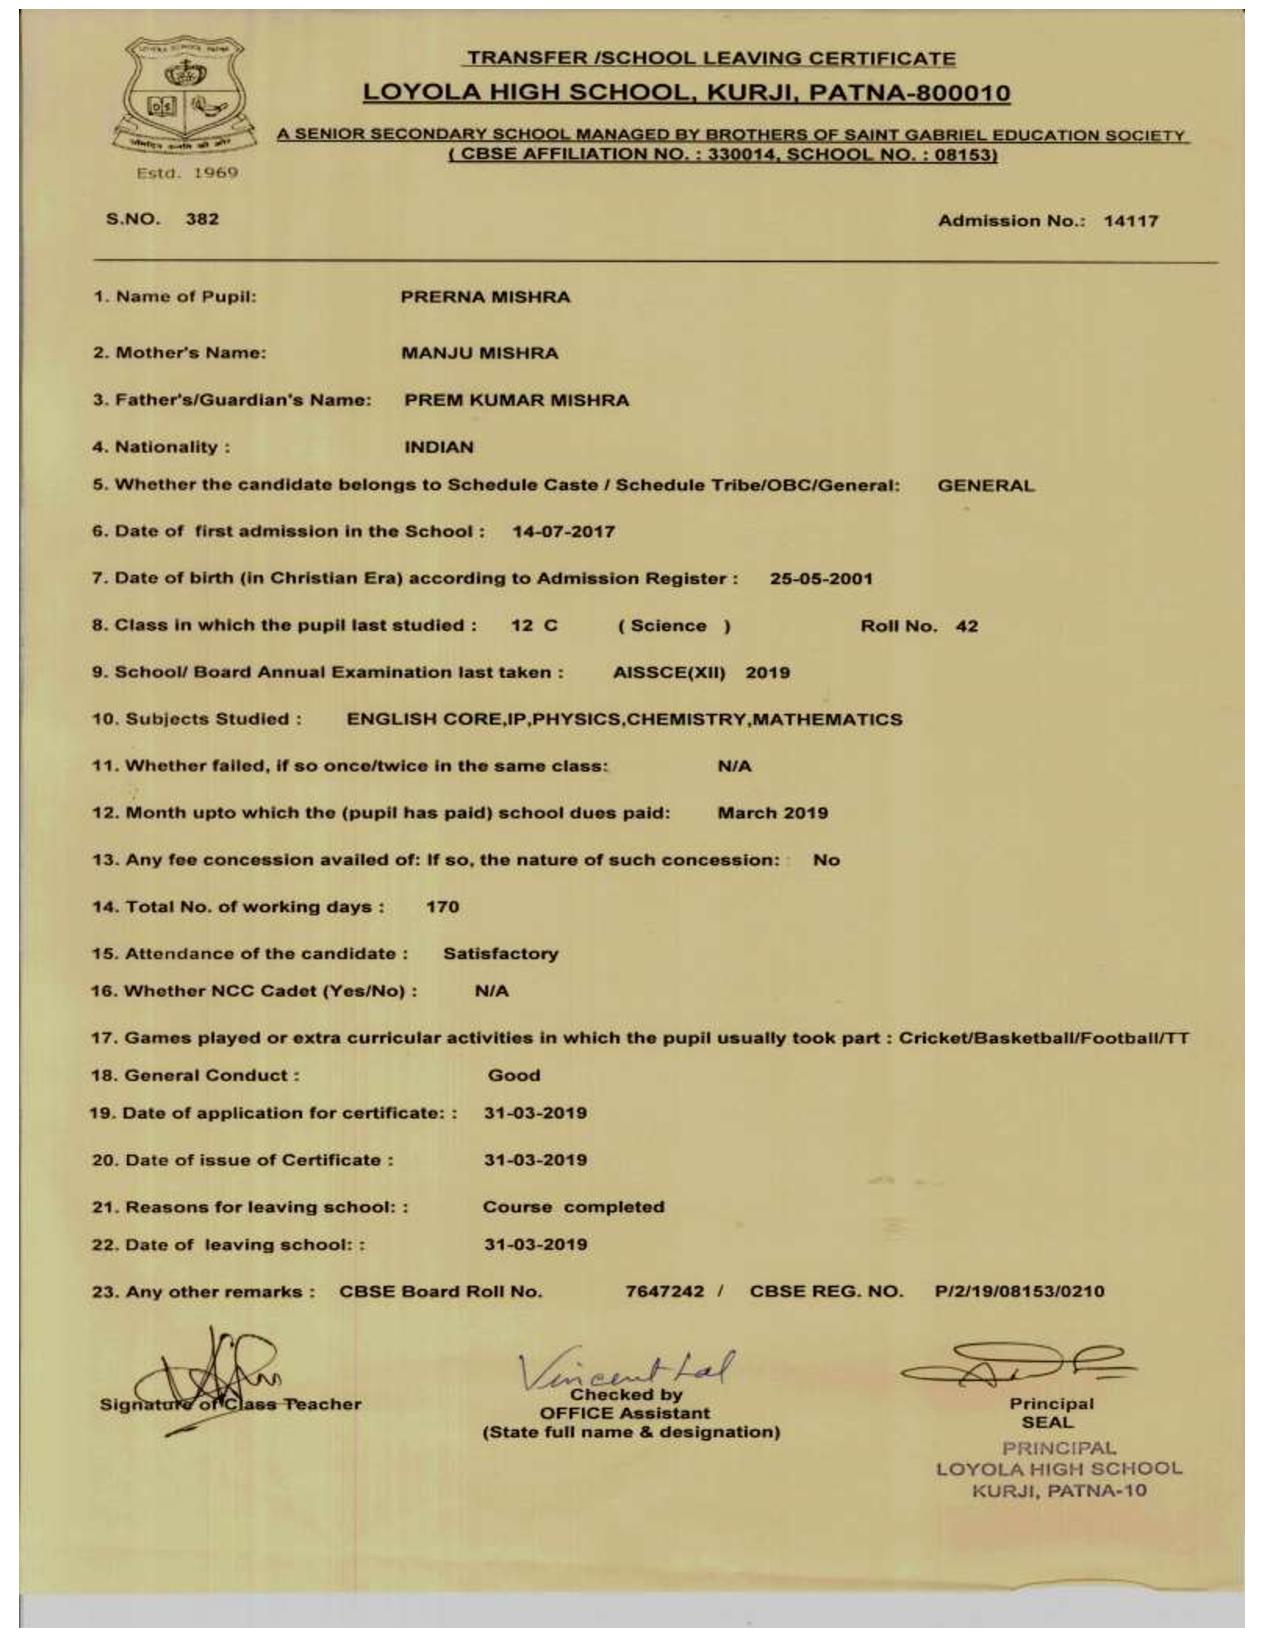 LOYOLA SCHOOL PATNA
TRANSFER /SCHOOL LEAVING CERTIFICATE
LOYOLA HIGH SCHOOL, KURJI, PATNA-800010
A SENIOR SECONDARY SCHOOL MANAGED BY BROTHERS OF SAINT GABRIEL EDUCATION SOCIETY
( CBSE AFFILIATION NO. : 330014, SCHOOL NO. : 08153)
Estd. 1969
S.NO. 382 Admission No.: 14117
1. Name of Pupil: PRERNA MISHRA
2. Mother's Name: MANJU MISHRA
3. Father's/Guardian's Name: PREM KUMAR MISHRA
4. Nationality : INDIAN
5. Whether the candidate belongs to Schedule Caste / Schedule Tribe/OBC/General: GENERAL
6. Date of first admission in the School : 14-07-2017
7. Date of birth (in Christian Era) according to Admission Register : 25-05-2001
8. Class in which the pupil last studied : 12 C ( Science ) Roll No. 42
9. School/ Board Annual Examination last taken : AISSCE(XII) 2019
10. Subjects Studied : ENGLISH CORE,IP,PHYSICS,CHEMISTRY,MATHEMATICS
11. Whether failed, if so once/twice in the same class: N/A
12. Month upto which the (pupil has paid) school dues paid: March 2019
13. Any fee concession availed of: If so, the nature of such concession: No
14. Total No. of working days : 170
15. Attendance of the candidate : Satisfactory
16. Whether NCC Cadet (Yes/No) : N/A
17. Games played or extra curricular activities in which the pupil usually took part : Cricket/Basketball/Football/TT
18. General Conduct : Good
19. Date of application for certificate: : 31-03-2019
20. Date of issue of Certificate : 31-03-2019
21. Reasons for leaving school: : Course completed
22. Date of leaving school: : 31-03-2019
23. Any other remarks : CBSE Board Roll No. 7647242 / CBSE REG. NO. P/2/19/08153/0210
Vincent Lal
Signature of Class Teacher
Checked by
OFFICE Assistant
(State full name & designation)
Principal
SEAL
PRINCIPAL
LOYOLA HIGH SCHOOL
KURJI, PATNA-10